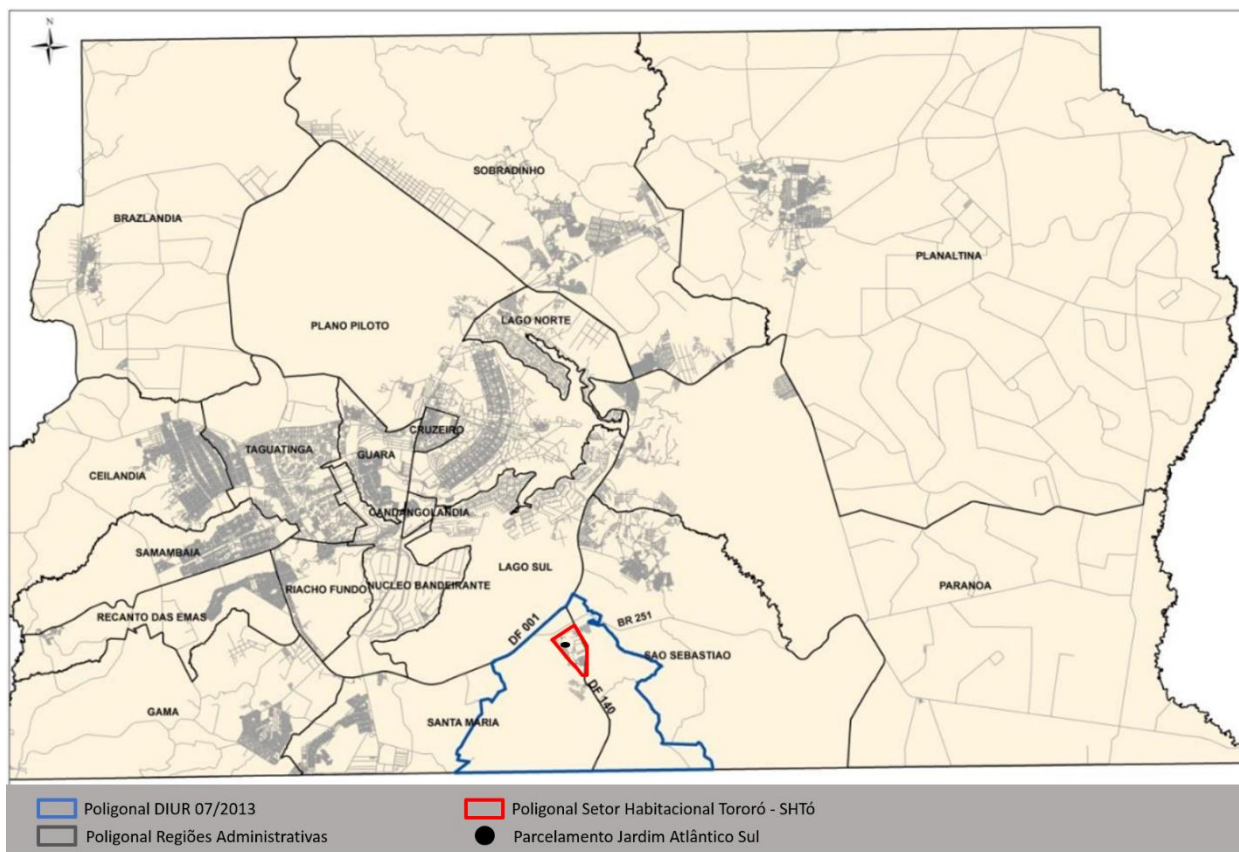 N
SOBRADINHO
BRAZLANDIA
PLANALTINA
PLANO PILOTO
LAGO NORTE
CRUZEIRO
TAGUATINGA
GUARA
CEILANDIA
CANDANGOLANDIA
SAMAMBAIA
LAGO SUL
RIACHO FUNDO
NUCLEO BANDEIRANTE
PARANOA
RECANTO DAS EMAS
DF 001
BR 251
SAO SEBASTIAO
DF 140
GAMA
SANTA MARIA
Poligonal DIUR 07/2013
Poligonal Setor Habitacional Tororó - SHTó
Poligonal Regiões Administrativas
Parcelamento Jardim Atlântico Sul